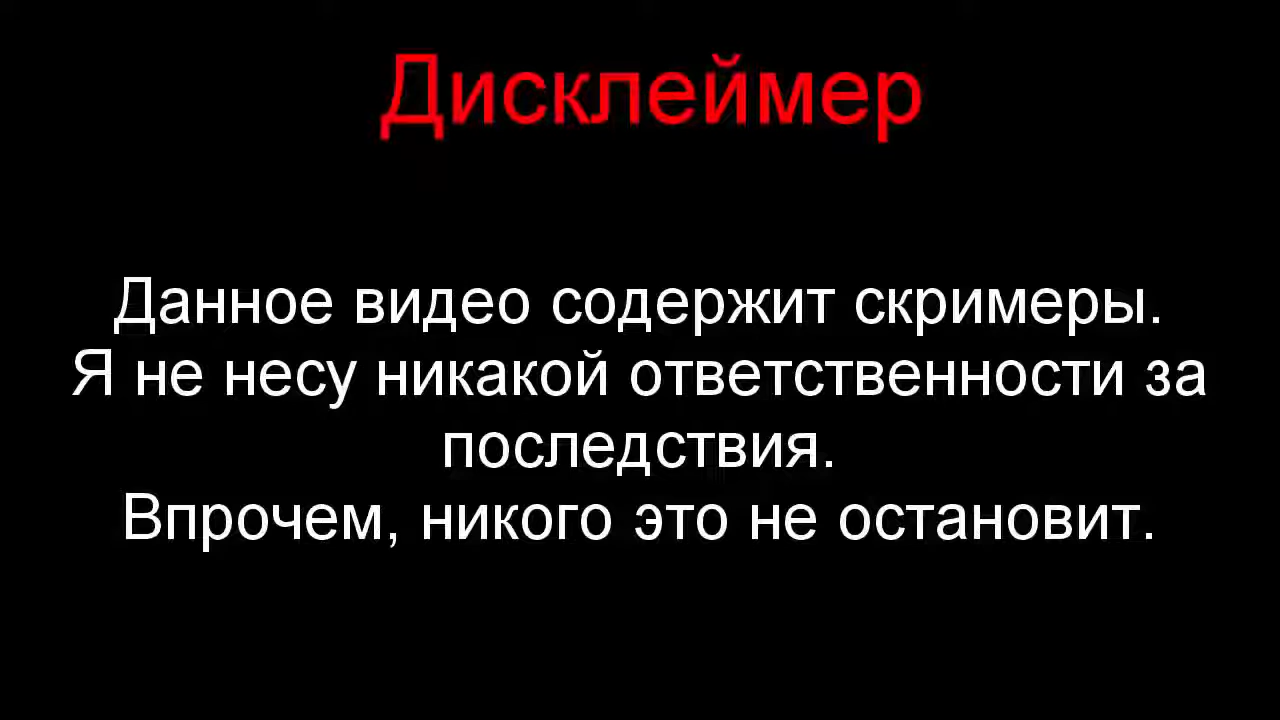 Дисклеймер
Данное видео содержит скримеры.
Я не несу никакой ответственности за
последствия.
Впрочем, никого это не остановит.